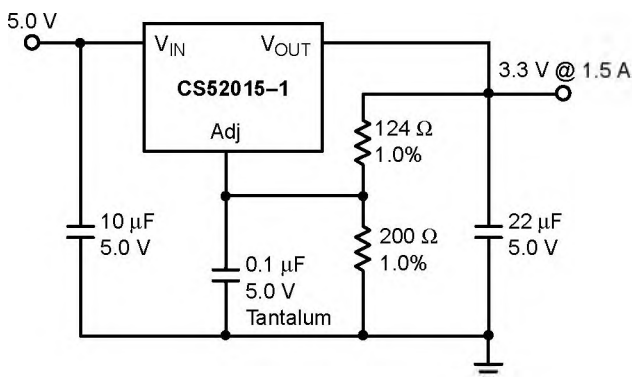 5.0 V
VIN
VOUT
CS52015–1
Adj
3.3 V @ 1.5 A
124 Ω
1.0%
10 μF
5.0 V
0.1 μF
5.0 V
Tantalum
200 Ω
1.0%
22 μF
5.0 V